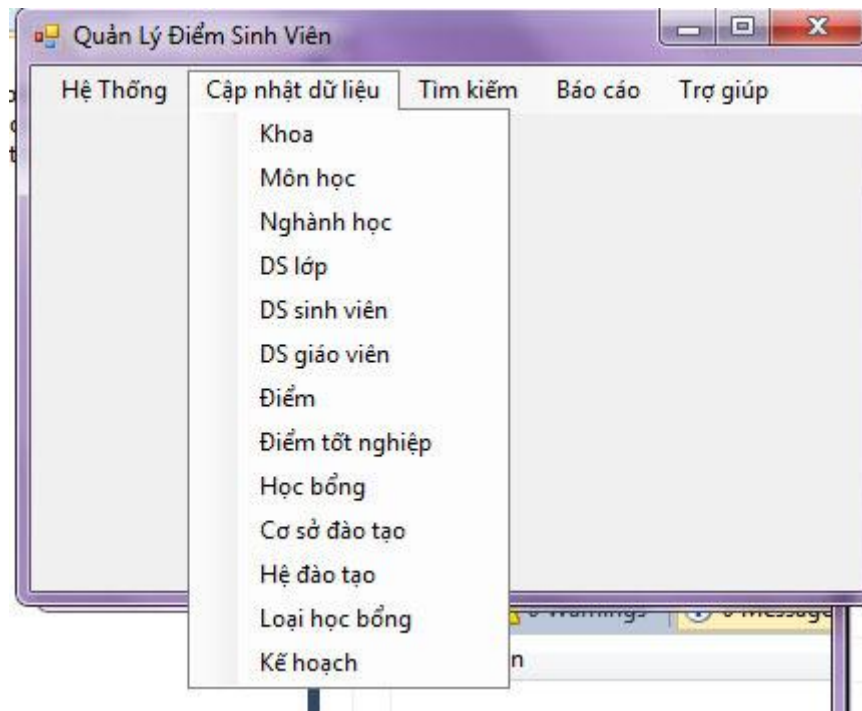 Quản Lý Điểm Sinh Viên
Hệ Thống Cập nhật dữ liệu Tìm kiếm Báo cáo Trợ giúp
Khoa
Môn học
Nghành học
DS lớp
DS sinh viên
DS giáo viên
Điểm
Điểm tốt nghiệp
Học bổng
Cơ sở đào tạo
Hệ đào tạo
Loại học bổng
Kế hoạch